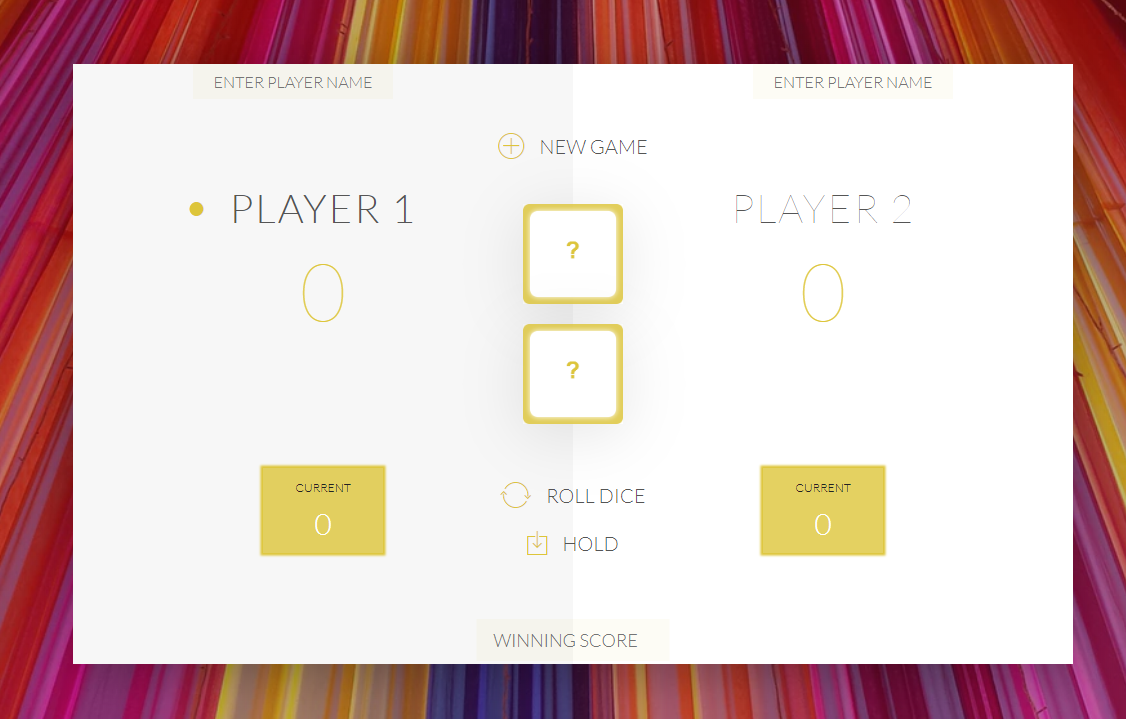 ENTER PLAYER NAME
ENTER PLAYER NAME
NEW GAME
PLAYER 1
PLAYER 2
0
0
?
?
CURRENT
0
CURRENT
0
ROLL DICE
HOLD
WINNING SCORE